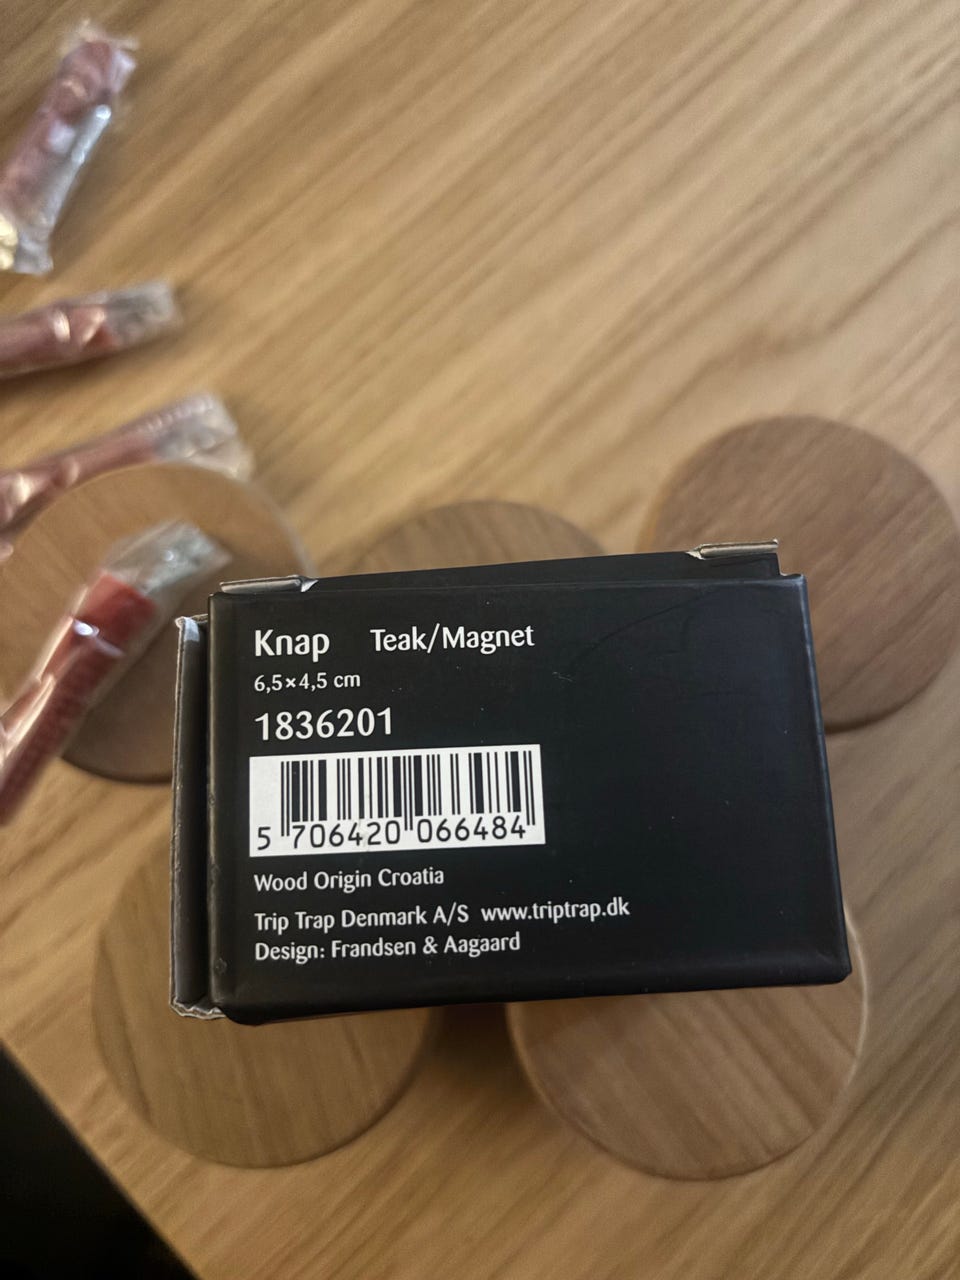 Knap Teak/Magnet
6,5×4,5 cm
1836201
5 706420 066484
Wood Origin Croatia
Trip Trap Denmark A/S www.triptrap.dk
Design: Frandsen & Aagaard